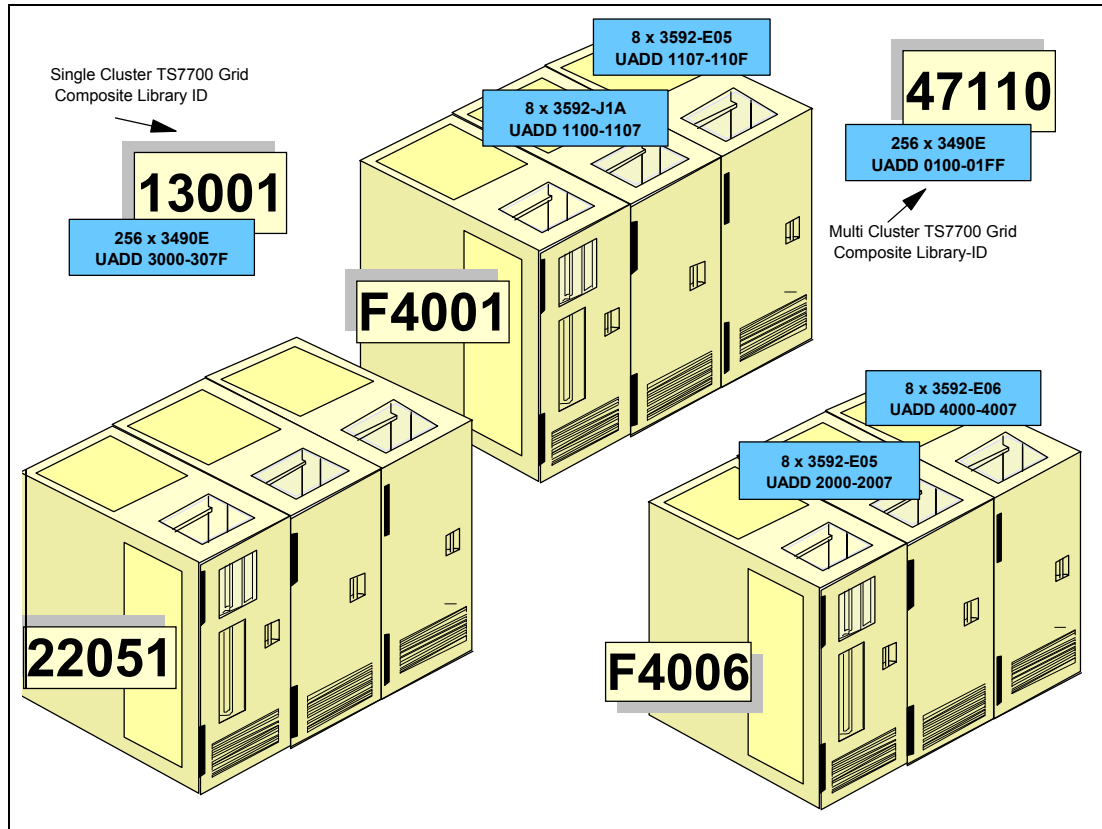 Single Cluster TS7700 Grid
Composite Library ID
13001
256 x 3490E
UADD 3000-307F
8 x 3592-E05
UADD 1107-110F
8 x 3592-J1A
UADD 1100-1107
47110
256 x 3490E
UADD 0100-01FF
Multi Cluster TS7700 Grid
Composite Library-ID
F4001
22051
8 x 3592-E06
UADD 4000-4007
8 x 3592-E05
UADD 2000-2007
F4006